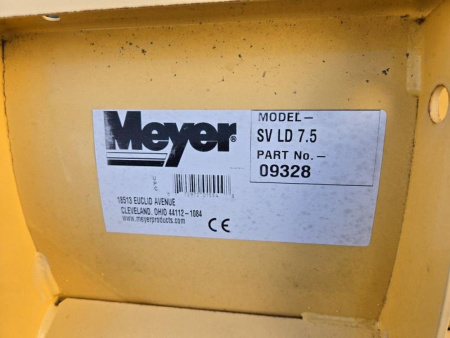 Meyer®
MODEL-
SV LD 7.5
PART No.-
09328
UPC
18513 EUCLID AVENUE
CLEVELAND, OHIO 44112-1084
www.meyerproducts.com
CE